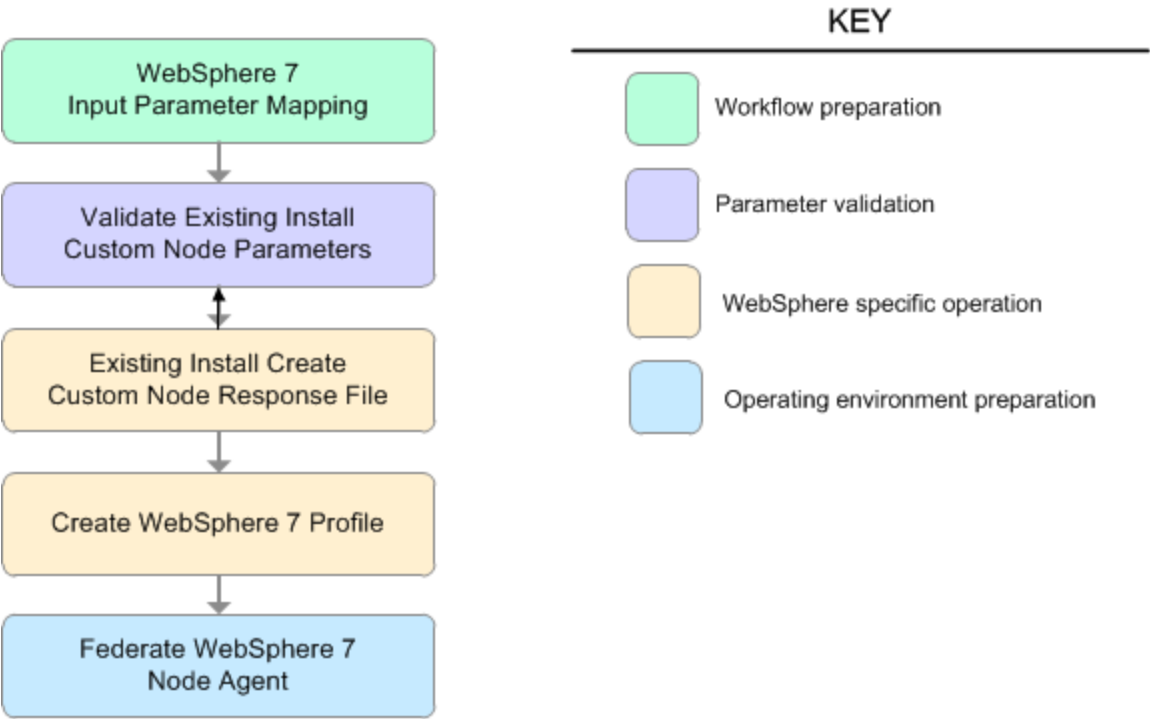 WebSphere 7
Input Parameter Mapping
Validate Existing Install
Custom Node Parameters
Existing Install Create
Custom Node Response File
Create WebSphere 7 Profile
Federate WebSphere 7
Node Agent
KEY
Workflow preparation
Parameter validation
WebSphere specific operation
Operating environment preparation